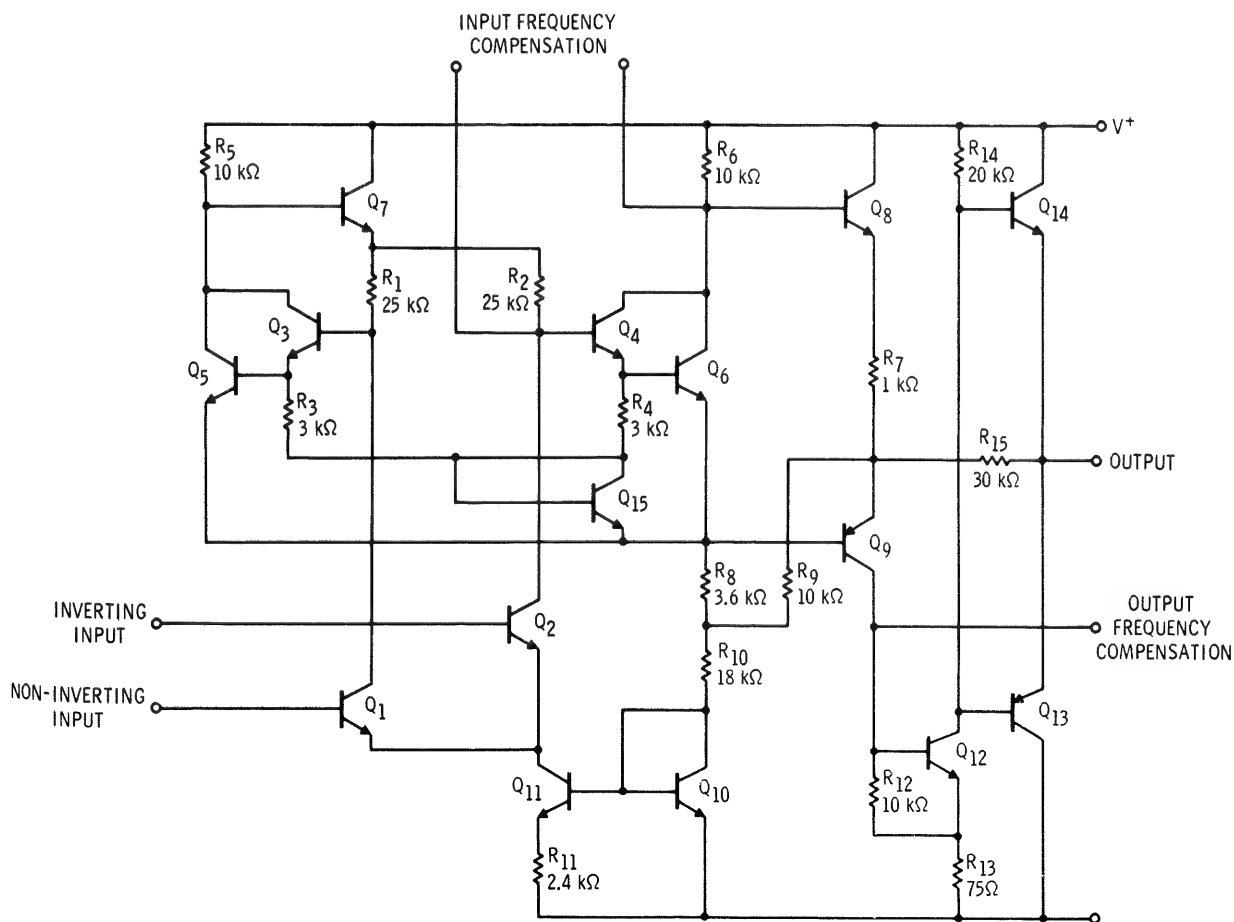 INPUT FREQUENCY
COMPENSATION
V+
R5
10 kΩ
R6
10 kΩ
R14
20 kΩ
Q7
Q8
Q14
R1
25 kΩ
R2
25 kΩ
Q3
Q4
Q5
Q6
R7
1 kΩ
R3
3 kΩ
R4
3 kΩ
R15
30 kΩ
OUTPUT
Q15
Q9
R8
3.6 kΩ
R9
10 kΩ
INVERTING
INPUT
Q2
OUTPUT
FREQUENCY
COMPENSATION
R10
18 kΩ
NON-INVERTING
INPUT
Q1
Q13
Q12
Q11
Q10
R12
10 kΩ
R11
2.4 kΩ
R13
75Ω